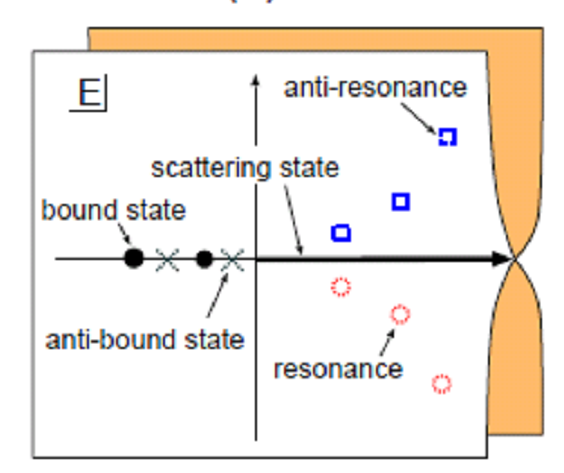 E
anti-resonance
scattering state
bound state
anti-bound state
resonance